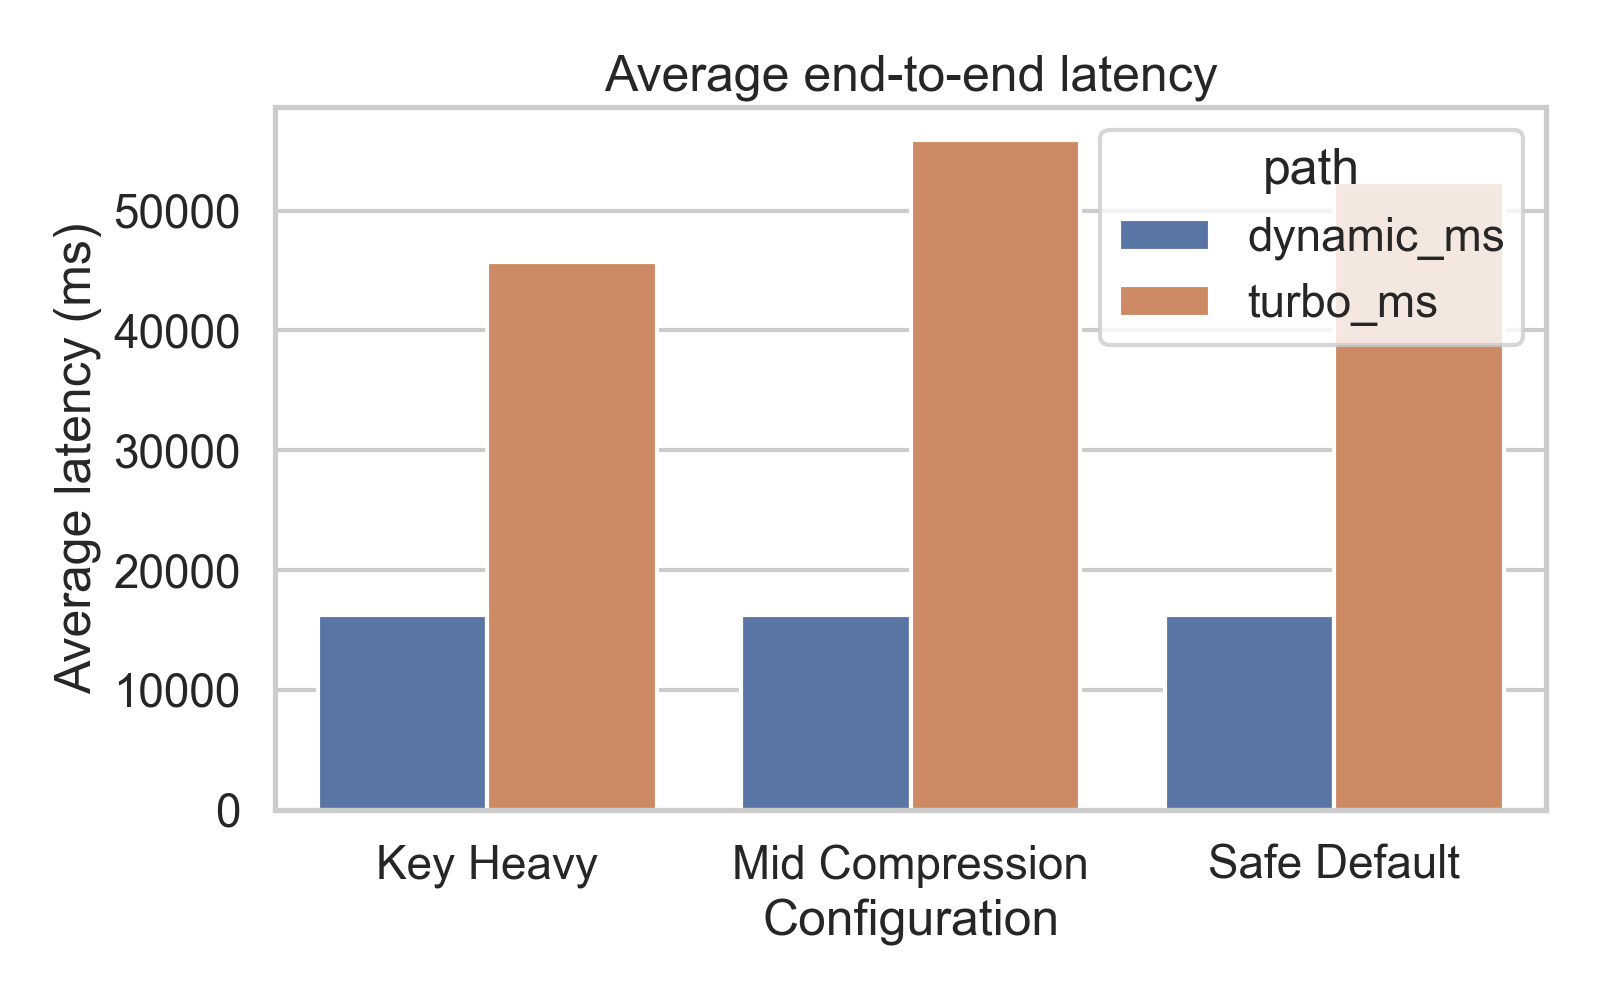 Average end-to-end latency
path
dynamic_ms
turbo_ms
Average latency (ms)
50000
40000
30000
20000
10000
0
Key Heavy
Mid Compression
Safe Default
Configuration